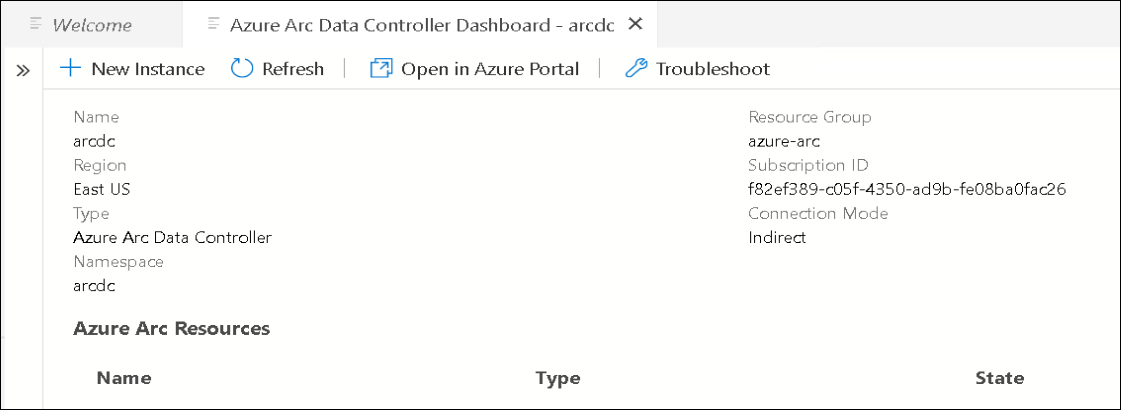 Welcome
Azure Arc Data Controller Dashboard - arcdc
New Instance Refresh Open in Azure Portal Troubleshoot
Name Resource Group
arcdc azure-arc
Region Subscription ID
East US f82ef389-c05f-4350-ad9b-fe08ba0fac26
Type Connection Mode
Azure Arc Data Controller Indirect
Namespace
arcdc
Azure Arc Resources
Name Type State